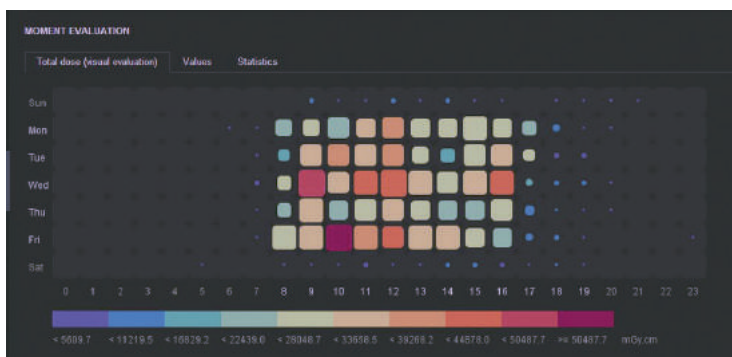 MOMENT EVALUATION
Total dose (visual evaluation) Values Statistics
Sun
Mon
Tue
Wed
Thu
Fri
Sat
0 1 2 3 4 5 6 7 8 9 10 11 12 13 14 15 16 17 18 19 20 21 22 23
< 5609.7 < 11219.5 < 16829.2 < 22439.0 < 28048.7 < 33658.5 < 39268.2 < 44878.0 < 50487.7 >= 50487.7 mGy.cm